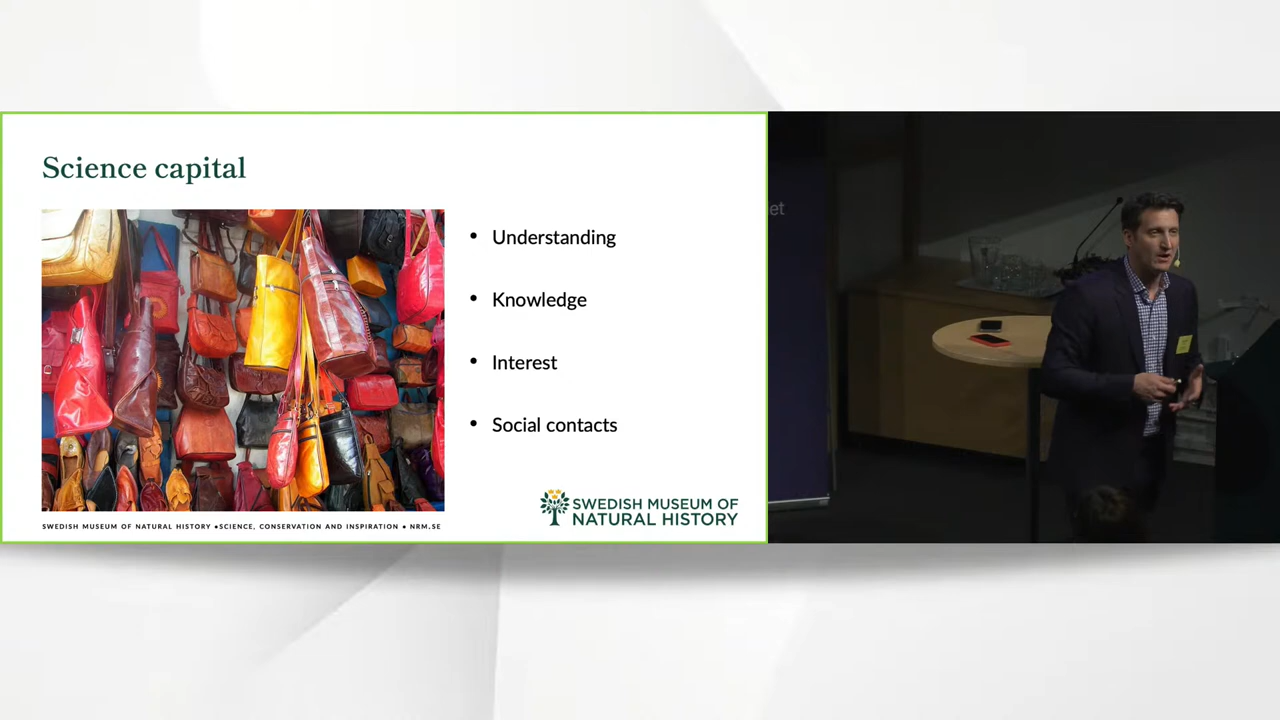 Science capital
• Understanding
• Knowledge
• Interest
• Social contacts
SWEDISH MUSEUM OF NATURAL HISTORY •SCIENCE, CONSERVATION AND INSPIRATION • NRM.SE
SWEDISH MUSEUM OF
NATURAL HISTORY
et